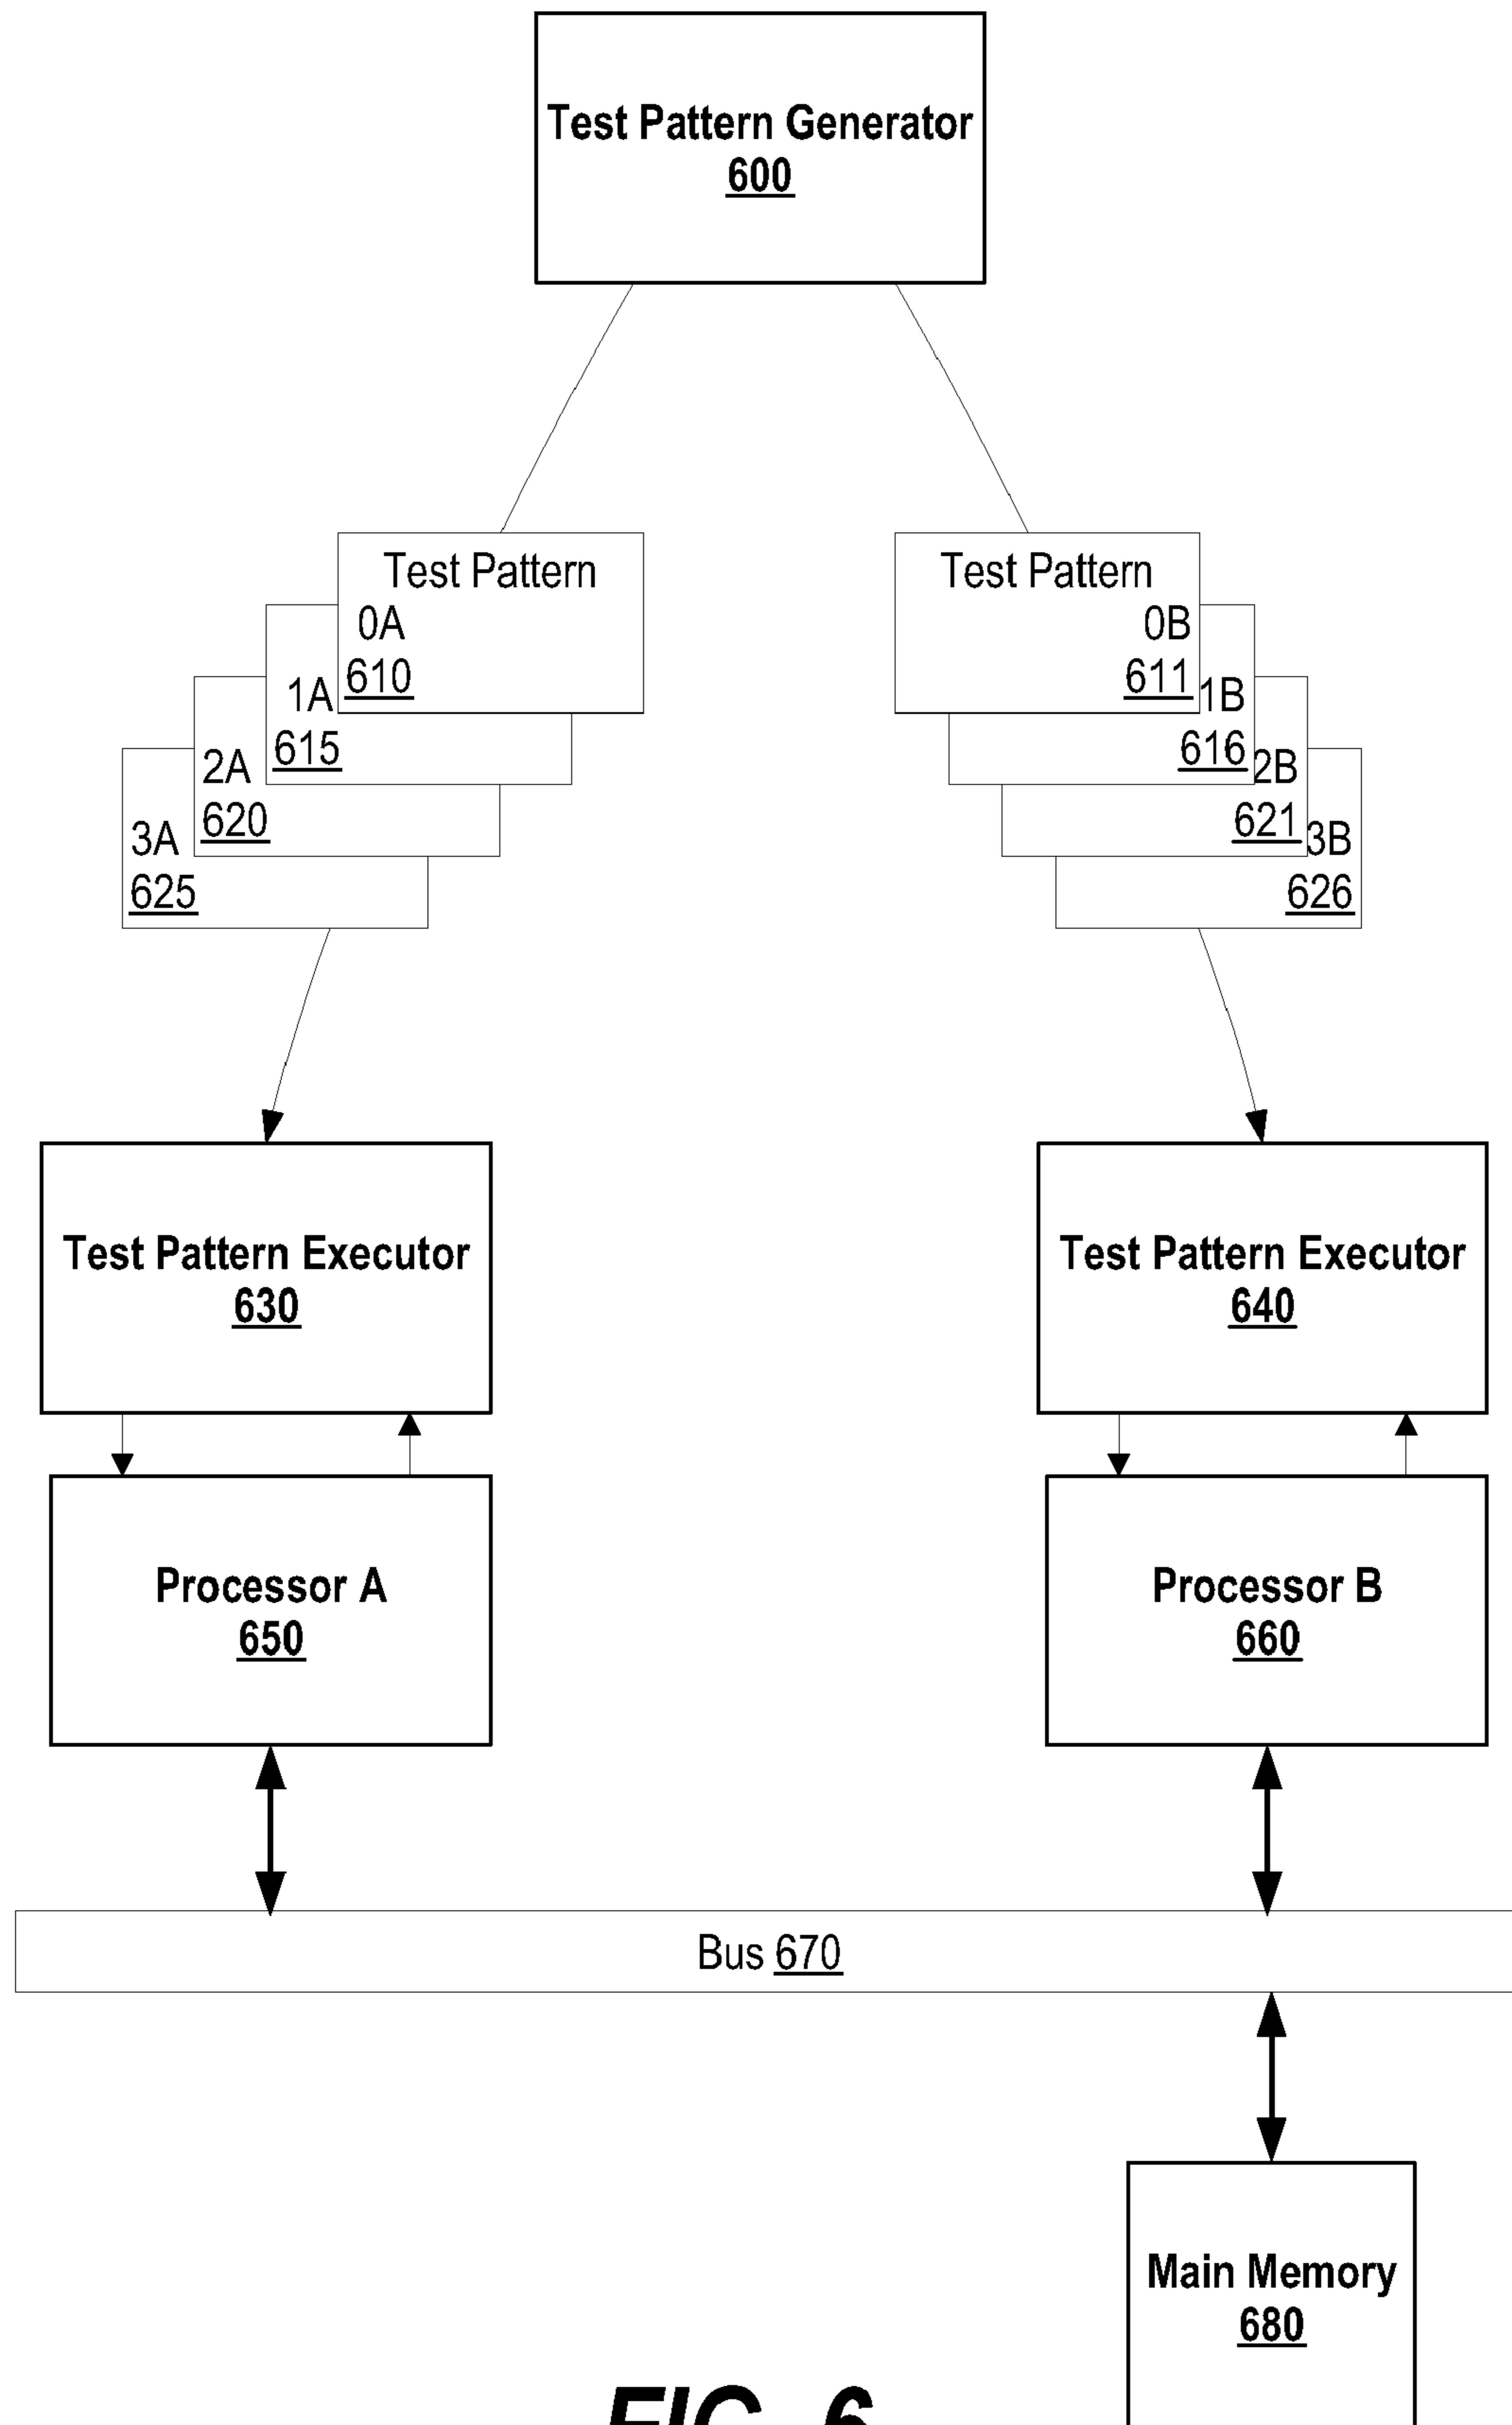 Test Pattern Generator
600
Test Pattern
0A
610
1A
615
2A
620
3A
625
Test Pattern
0B
611
1B
616
2B
621
3B
626
Test Pattern Executor
630
Test Pattern Executor
640
Processor A
650
Processor B
660
Bus 670
Main Memory
680
FIG. 6